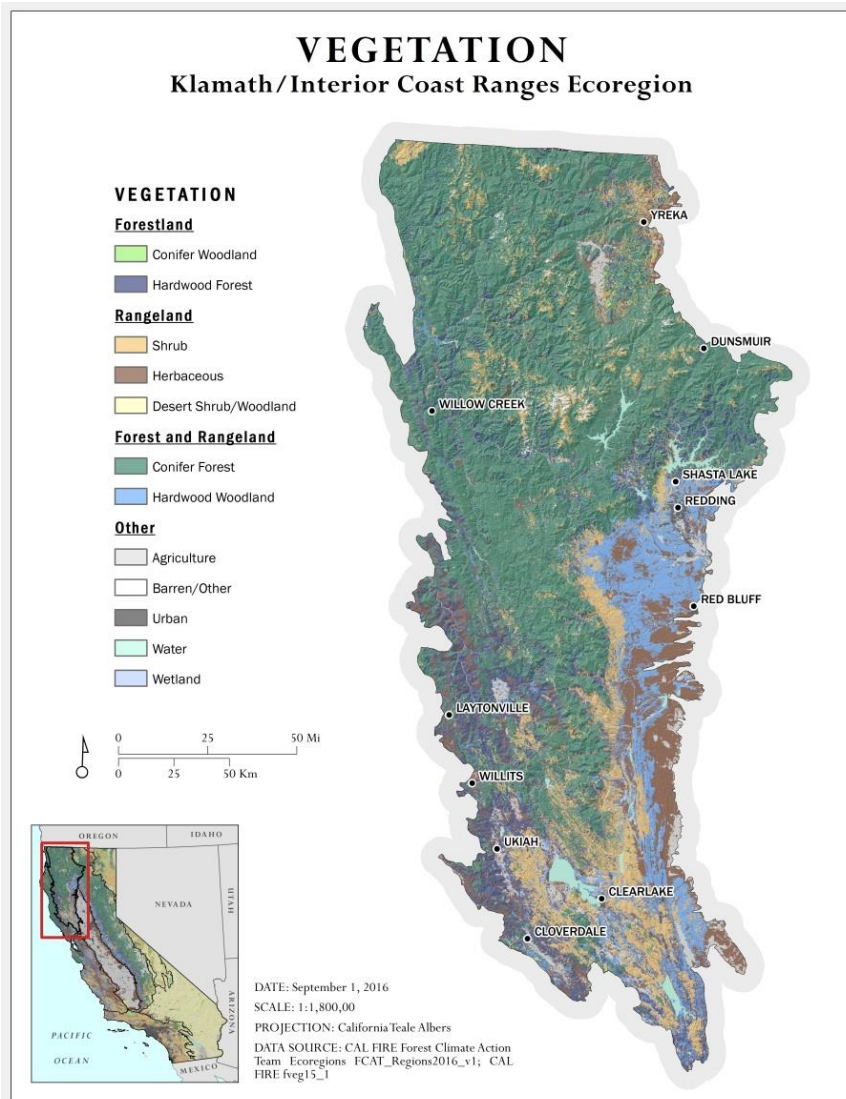 VEGETATION
Klamath/Interior Coast Ranges Ecoregion
VEGETATION
Forestland
Conifer Woodland
Hardwood Forest
Rangeland
Shrub
Herbaceous
Desert Shrub/Woodland
Forest and Rangeland
Conifer Forest
Hardwood Woodland
Other
Agriculture
Barren/Other
Urban
Water
Wetland
0 25 50 Mi
0 25 50 Km
YREKA
DUNSMUIR
WILLOW CREEK
SHASTA LAKE
REDDING
RED BLUFF
LAYTONVILLE
WILLITS
UKIAH
CLEARLAKE
CLOVERDALE
OREGON
IDAHO
NEVADA
UTAH
ARIZONA
PACIFIC
OCEAN
MEXICO
DATE: September 1, 2016
SCALE: 1:1,800,00
PROJECTION: California Teale Albers
DATA SOURCE: CAL FIRE Forest Climate Action
Team Ecoregions FCAT_Regions2016_v1; CAL
FIRE fveg15_1